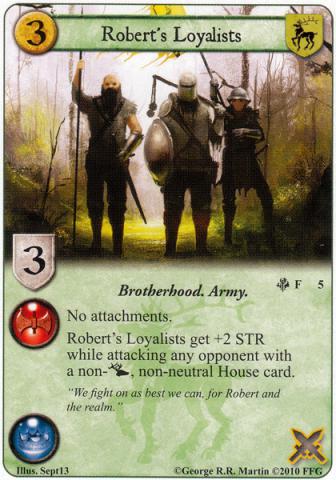 3
Robert's Loyalists
3
Brotherhood. Army.
F 5
No attachments.
Robert's Loyalists get +2 STR
while attacking any opponent with
a non- , non-neutral House card.
"We fight on as best we can, for Robert and
the realm."
Illus. Sept13
©George R.R. Martin ©2010 FFG